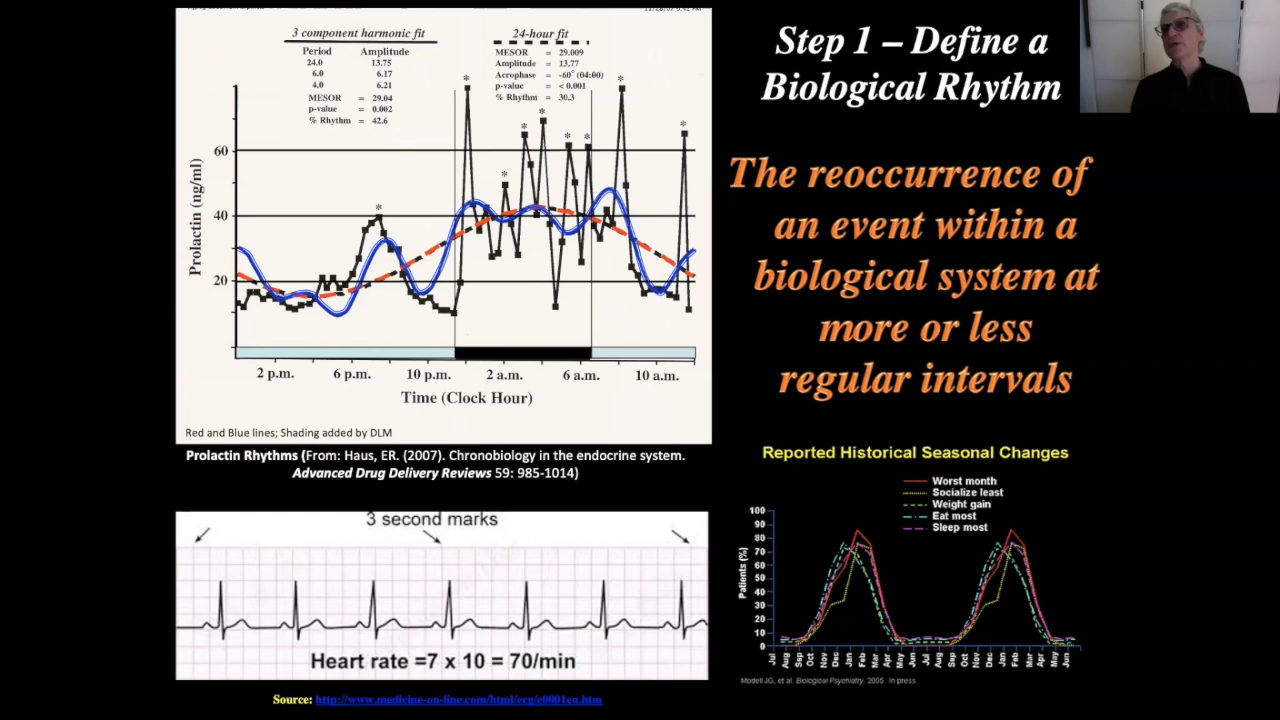 Step 1 – Define a
Biological Rhythm
The reoccurrence of
an event within a
biological system at
more or less
regular intervals
3 component harmonic fit
Period Amplitude
24.0 13.75
6.0 6.17
4.0 6.21
MESOR = 29.04
p-value = 0.002
% Rhythm = 42.6
24-hour fit
MESOR = 29.009
Amplitude = 13.77
Acrophase = -60° (04:00)
p-value = < 0.001
% Rhythm = 30.3
Prolactin (ng/ml)
60
40
20
* * * * * * * * *
2 p.m. 6 p.m. 10 p.m. 2 a.m. 6 a.m. 10 a.m.
Time (Clock Hour)
Red and Blue lines; Shading added by DLM
Prolactin Rhythms (From: Haus, ER. (2007). Chronobiology in the endocrine system.
Advanced Drug Delivery Reviews 59: 985-1014)
3 second marks
Heart rate =7 x 10 = 70/min
Source: http://www.medicine-on-line.com/html/ecg/e0001en.htm
Reported Historical Seasonal Changes
Worst month
Socialize least
Weight gain
Eat most
Sleep most
Patients (%)
100
90
80
70
60
50
40
30
20
10
0
Jul Aug Sep Oct Nov Dec Jan Feb Mar Apr May Jun Jul Aug Sep Oct Nov Dec Jan Feb Mar Apr May Jun
Modell JG, et al. Biological Psychiatry. 2005. In press.